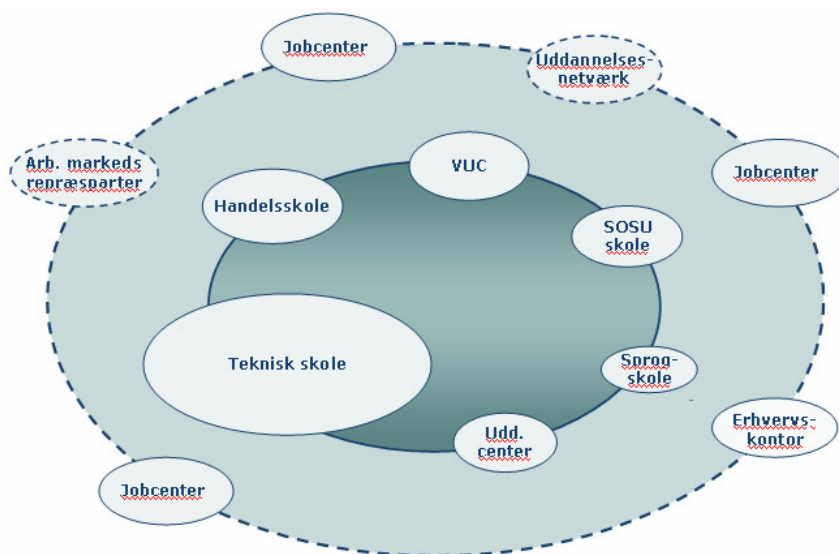 Jobcenter
Uddannelses-
netværk
Arb. markeds
repræsparter
VUC
Jobcenter
Handelsskole
SOSU
skole
Teknisk skole
Sprog-
skole
Udd.
center
Erhvervs-
kontor
Jobcenter